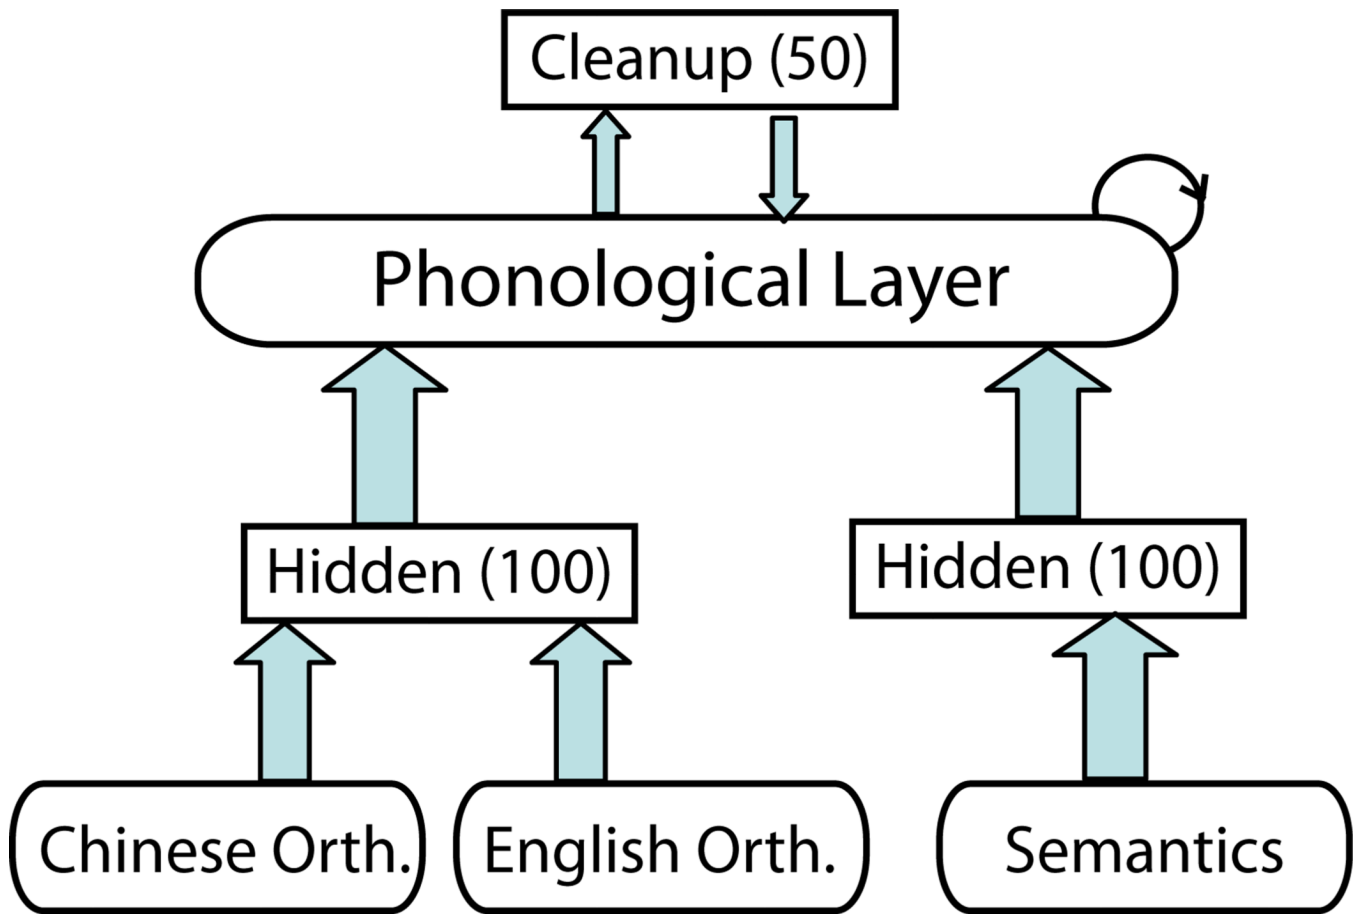 Cleanup (50)
Phonological Layer
Hidden (100)
Hidden (100)
Chinese Orth.
English Orth.
Semantics